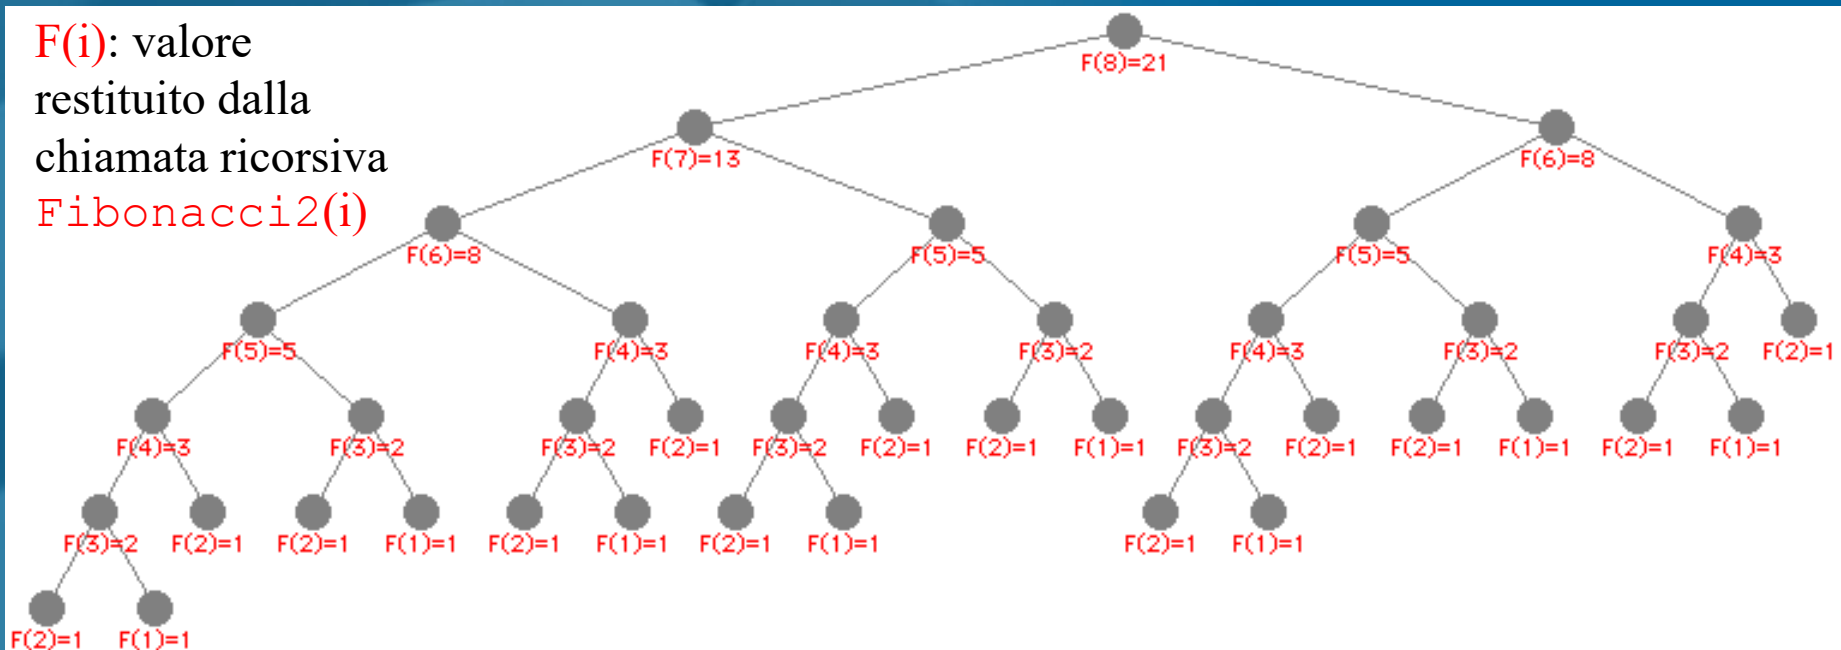 F(i): valore
restituito dalla
chiamata ricorsiva
Fibonacci2(i)
F(8)=21
F(7)=13 F(6)=8
F(6)=8 F(5)=5 F(5)=5 F(4)=3
F(5)=5 F(4)=3 F(4)=3 F(3)=2 F(4)=3 F(3)=2 F(3)=2 F(2)=1
F(4)=3 F(3)=2 F(3)=2 F(2)=1 F(3)=2 F(2)=1 F(2)=1 F(1)=1 F(3)=2 F(2)=1 F(2)=1 F(1)=1 F(2)=1 F(1)=1
F(3)=2 F(2)=1 F(2)=1 F(1)=1 F(2)=1 F(1)=1 F(2)=1 F(1)=1 F(2)=1 F(1)=1
F(2)=1 F(1)=1